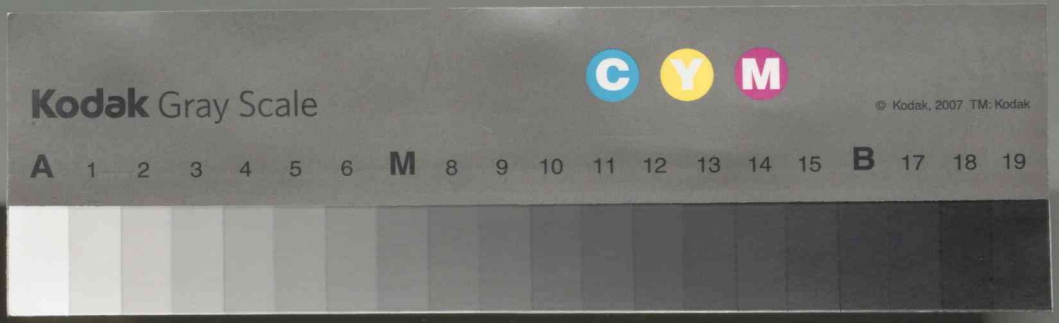 C Y M
Kodak Gray Scale
© Kodak, 2007 TM: Kodak
A 1 2 3 4 5 6 M 8 9 10 11 12 13 14 15 B 17 18 19